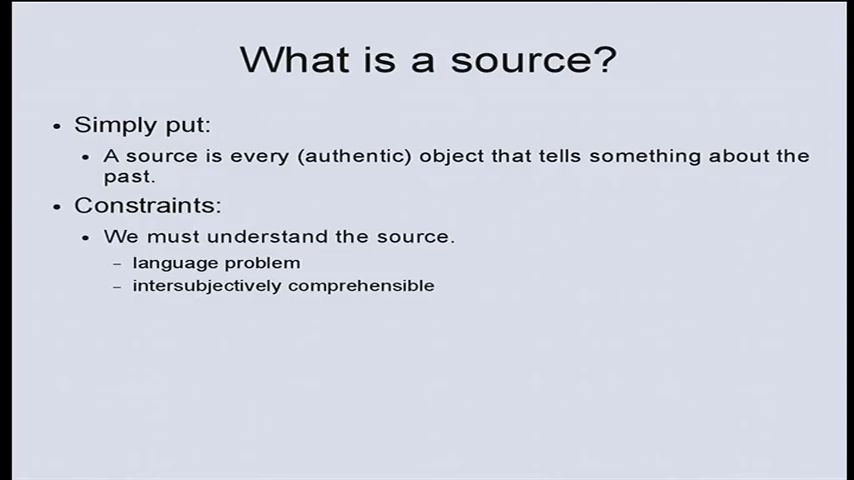 What is a source?
• Simply put:
• A source is every (authentic) object that tells something about the
past.
• Constraints:
• We must understand the source.
– language problem
– intersubjectively comprehensible